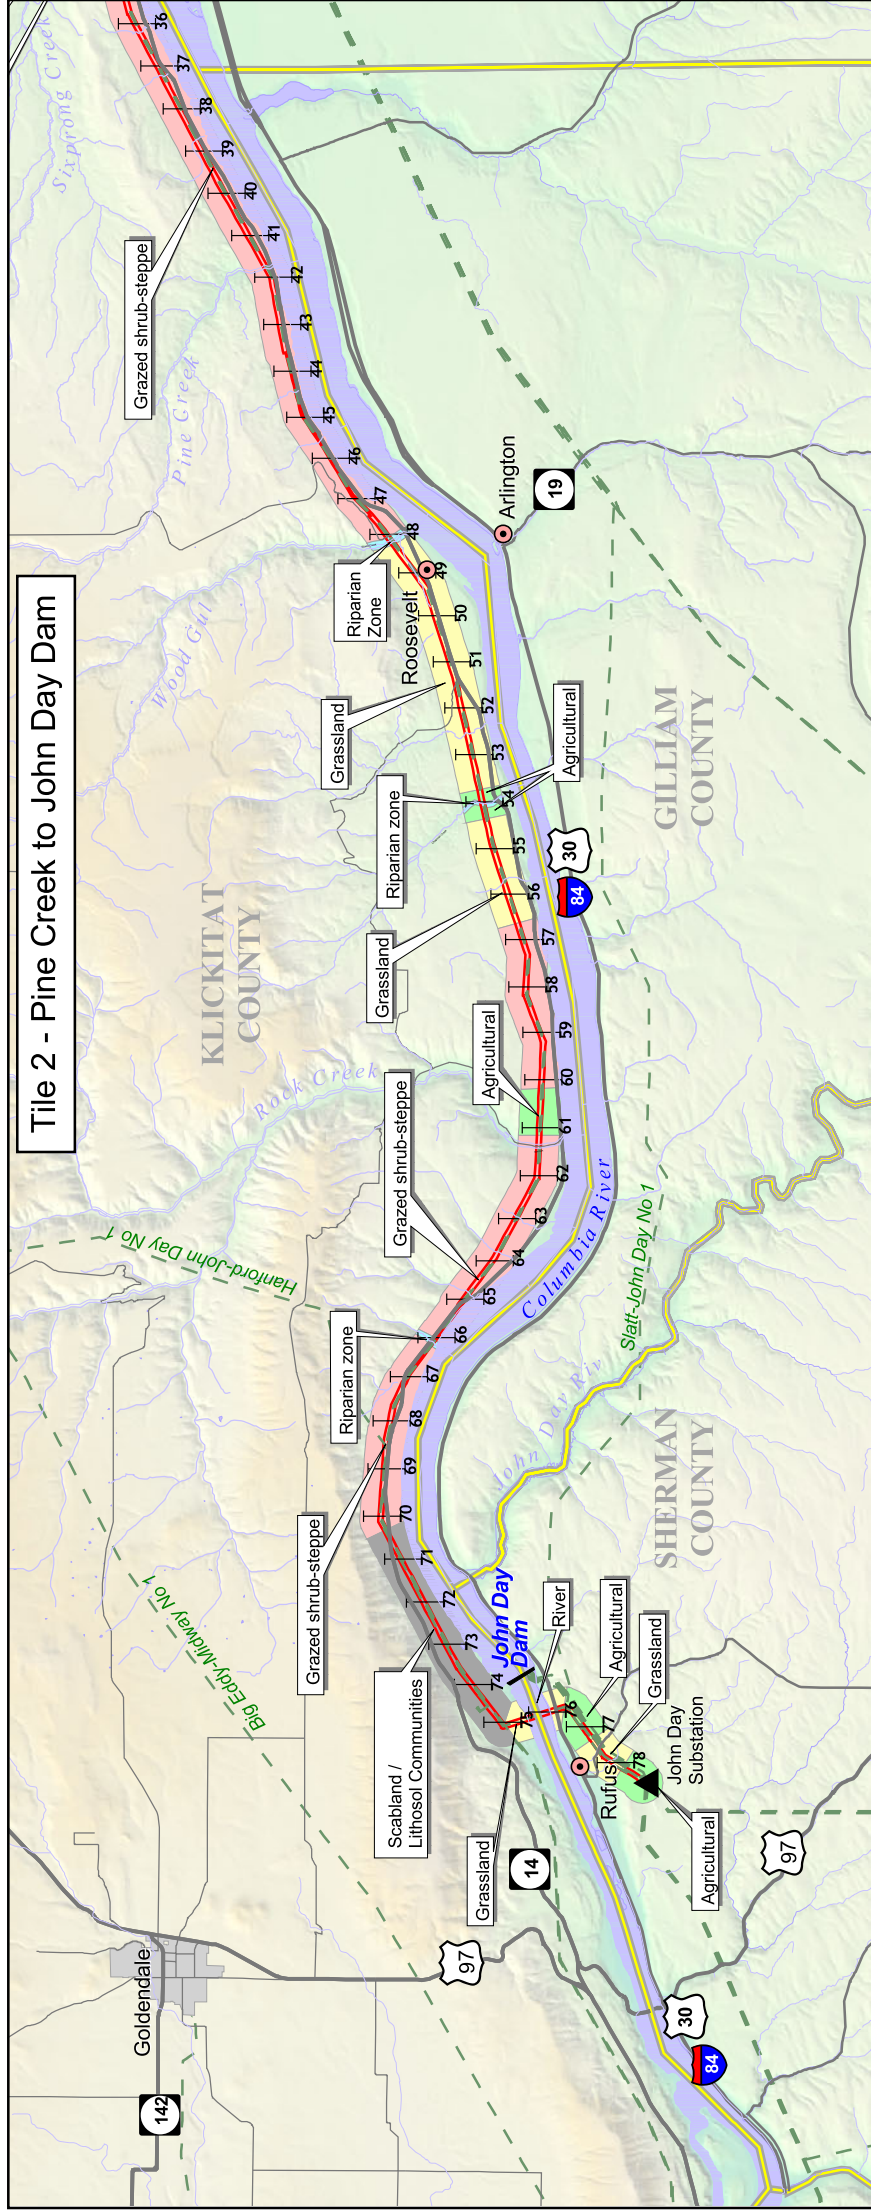 Tile 2 - Pine Creek to John Day Dam
Goldendale
142
97
14
97
30
84
30
84
19
KLICKITAT
COUNTY
GILLIAM
COUNTY
SHERMAN
COUNTY
Sixprong Creek
Pine Creek
Wood Gul
Rock Creek
Columbia River
John Day Riv
Big Eddy-Midway No 1
Hanford-John Day No 1
Slatt-John Day No 1
Agricultural
Grassland
Scabland /
Lithosol Communities
Grazed shrub-steppe
Riparian zone
Grazed shrub-steppe
Agricultural
Grassland
Riparian zone
Agricultural
Grassland
Riparian
Zone
Grazed shrub-steppe
River
Agricultural
Grassland
John Day
Dam
John Day
Substation
Rufus
Roosevelt
Arlington
78
77
76
75
74
73
72
71
70
69
68
67
66
65
64
63
62
61
60
59
58
57
56
55
54
53
52
51
50
49
48
47
46
45
44
43
42
41
40
39
38
37
36